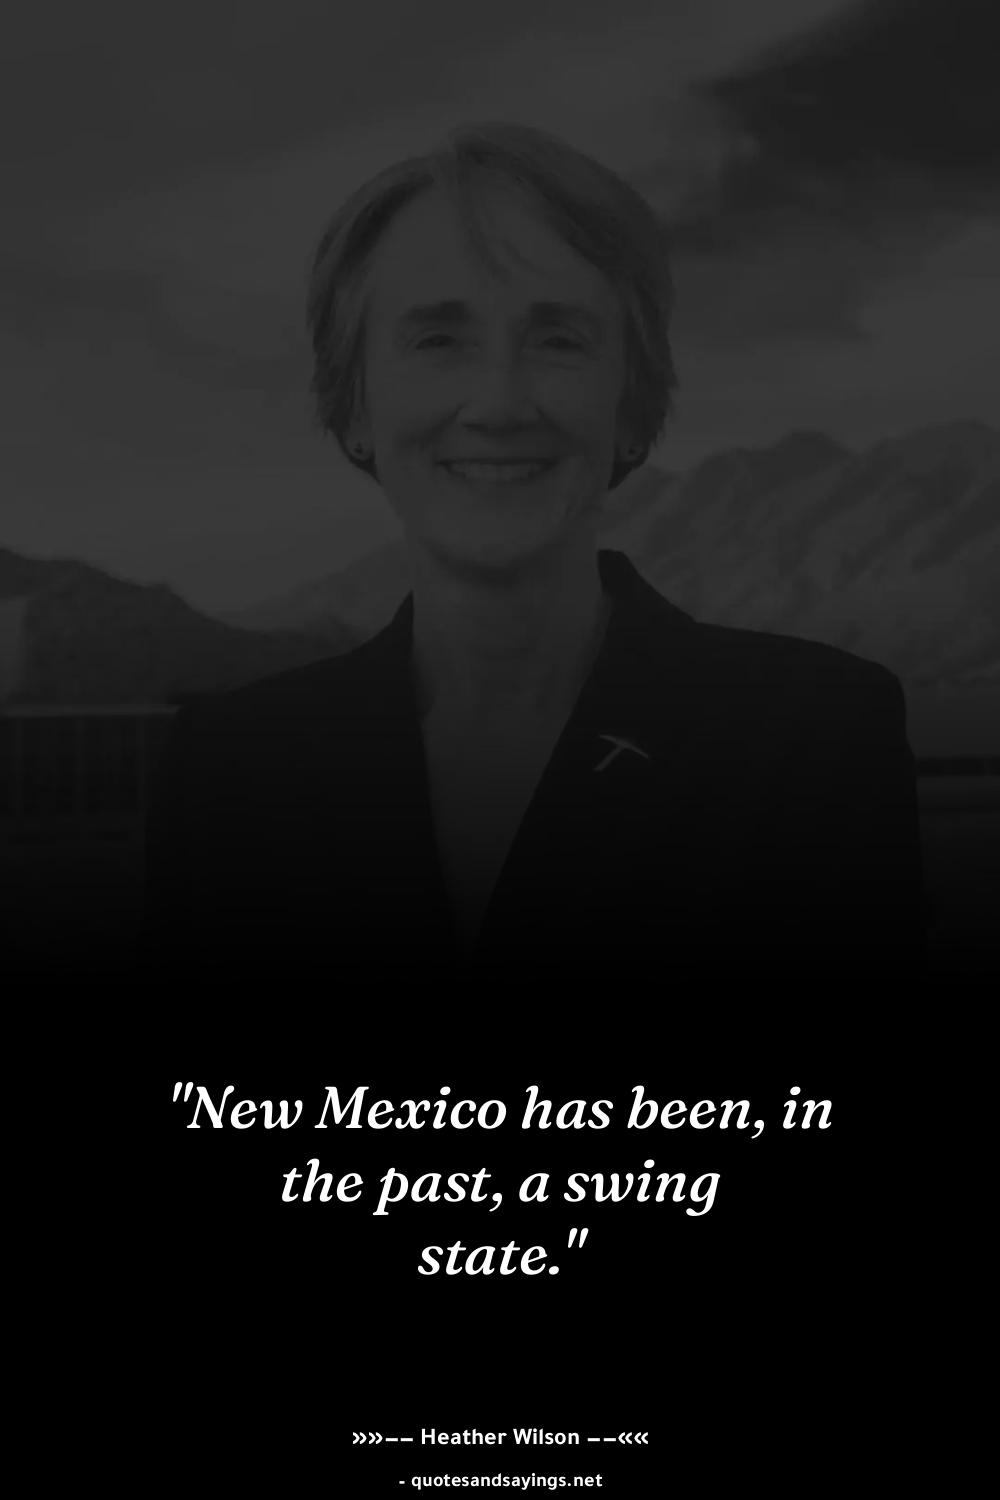 "New Mexico has been, in
the past, a swing
state."
»»–– Heather Wilson ––««
- quotesandsayings.net